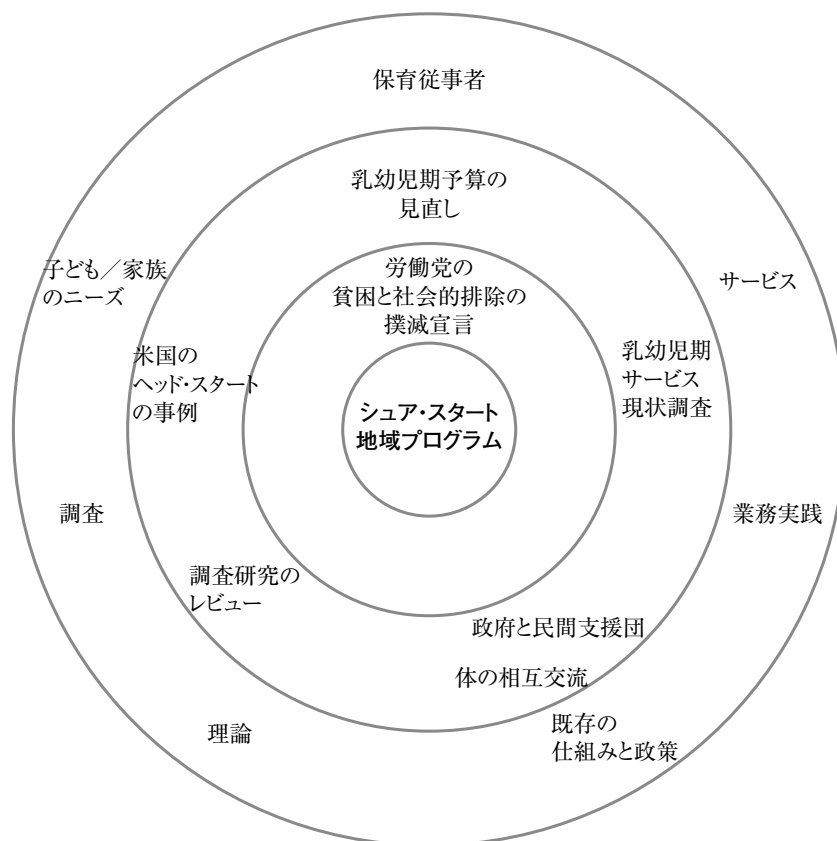 保育従事者
乳幼児期予算の
見直し
労働党の
貧困と社会的排除の
撲滅宣言
子ども／家族
のニーズ
サービス
米国の
ヘッド・スタート
の事例
乳幼児期
サービス
現状調査
シュア・スタート
地域プログラム
調査
業務実践
調査研究の
レビュー
政府と民間支援団
体の相互交流
理論
既存の
仕組みと政策